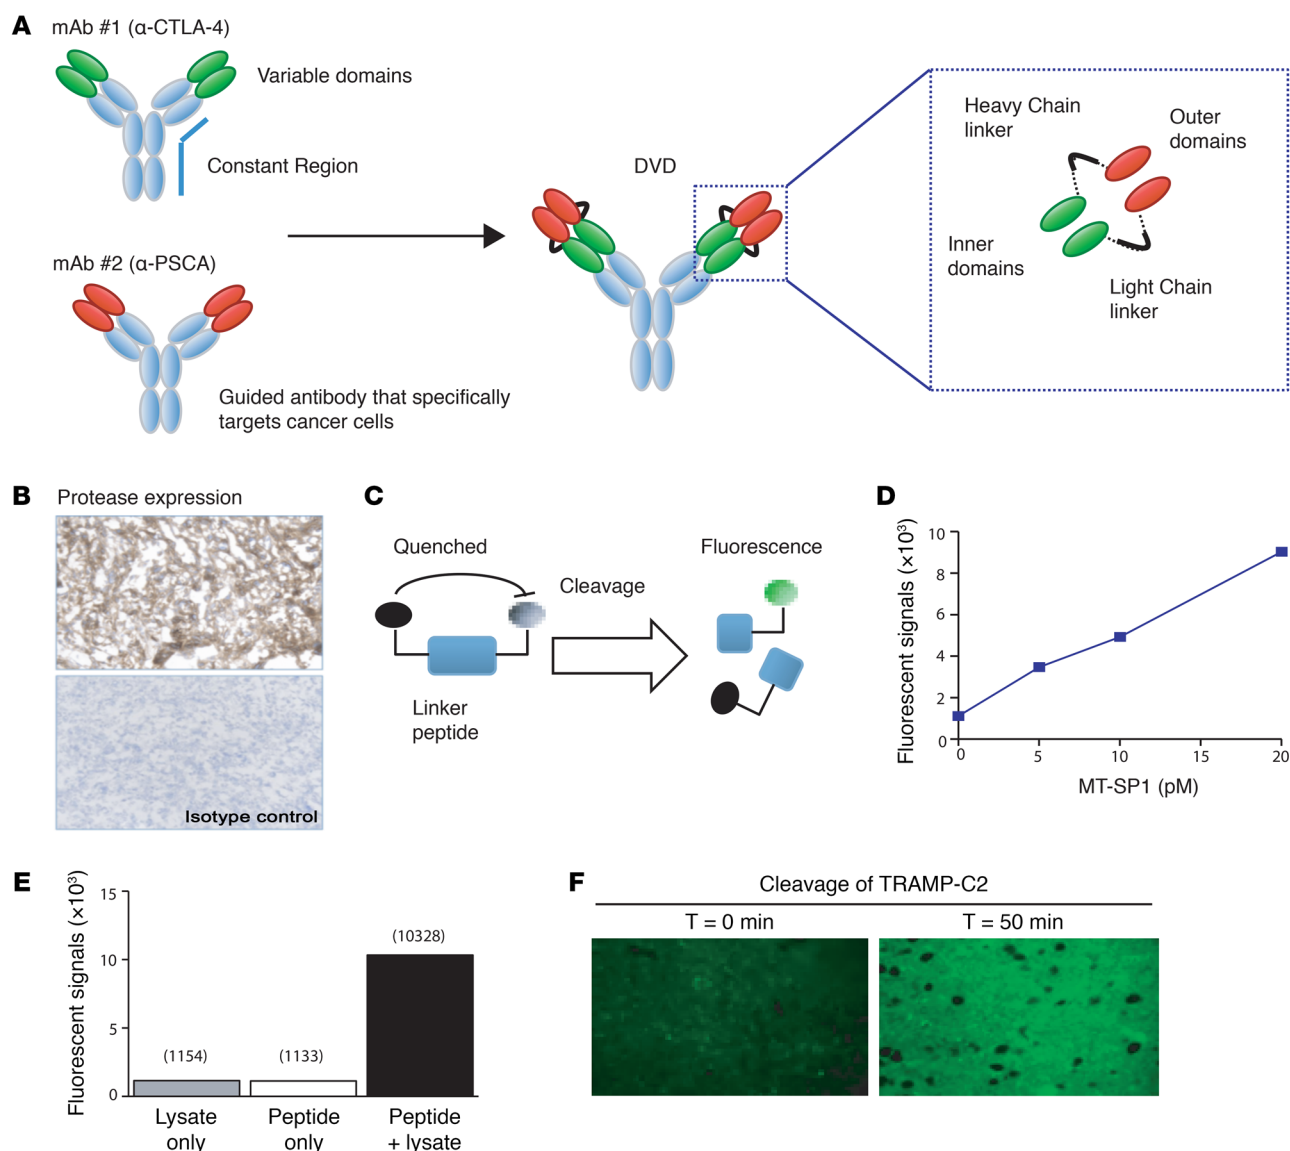 A
mAb #1 (α-CTLA-4)
Variable domains
Constant Region
mAb #2 (α-PSCA)
Guided antibody that specifically
targets cancer cells
DVD
Heavy Chain
linker
Outer
domains
Inner
domains
Light Chain
linker
B
Protease expression
Isotype control
C
Quenched
Cleavage
Fluorescence
Linker
peptide
D
Fluorescent signals (×10³)
10
8
6
4
2
0
0 5 10 15 20
MT-SP1 (pM)
E
Fluorescent signals (×10³)
15
10
5
0
(1154)
(1133)
(10328)
Lysate
only
Peptide
only
Peptide
+ lysate
F
Cleavage of TRAMP-C2
T = 0 min
T = 50 min